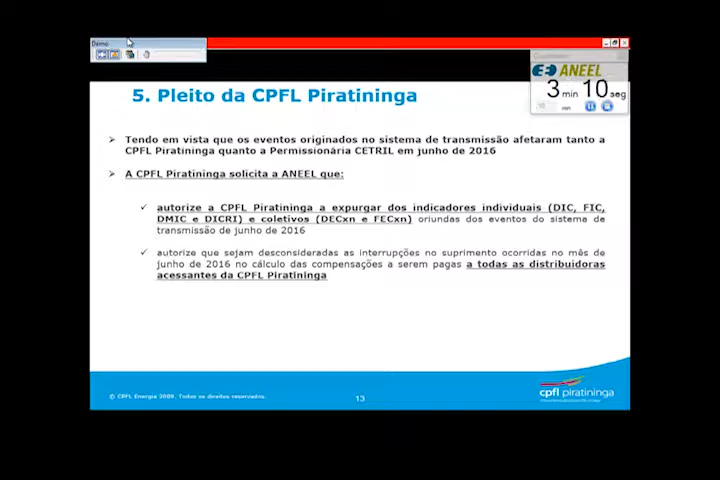 Demo
ANEEL
3 min 10 seg
5. Pleito da CPFL Piratininga
Tendo em vista que os eventos originados no sistema de transmissão afetaram tanto a
CPFL Piratininga quanto a Permissionária CETRIL em junho de 2016
A CPFL Piratininga solicita a ANEEL que:
autorize a CPFL Piratininga a expurgar dos indicadores individuais (DIC, FIC,
DMIC e DICRI) e coletivos (DECxn e FECxn) oriundas dos eventos do sistema de
transmissão de junho de 2016
autorize que sejam desconsideradas as interrupções no suprimento ocorridas no mês de
junho de 2016 no cálculo das compensações a serem pagas a todas as distribuidoras
acessantes da CPFL Piratininga
© CPFL Energia 2009. Todos os direitos reservados.
13
cpfl piratininga